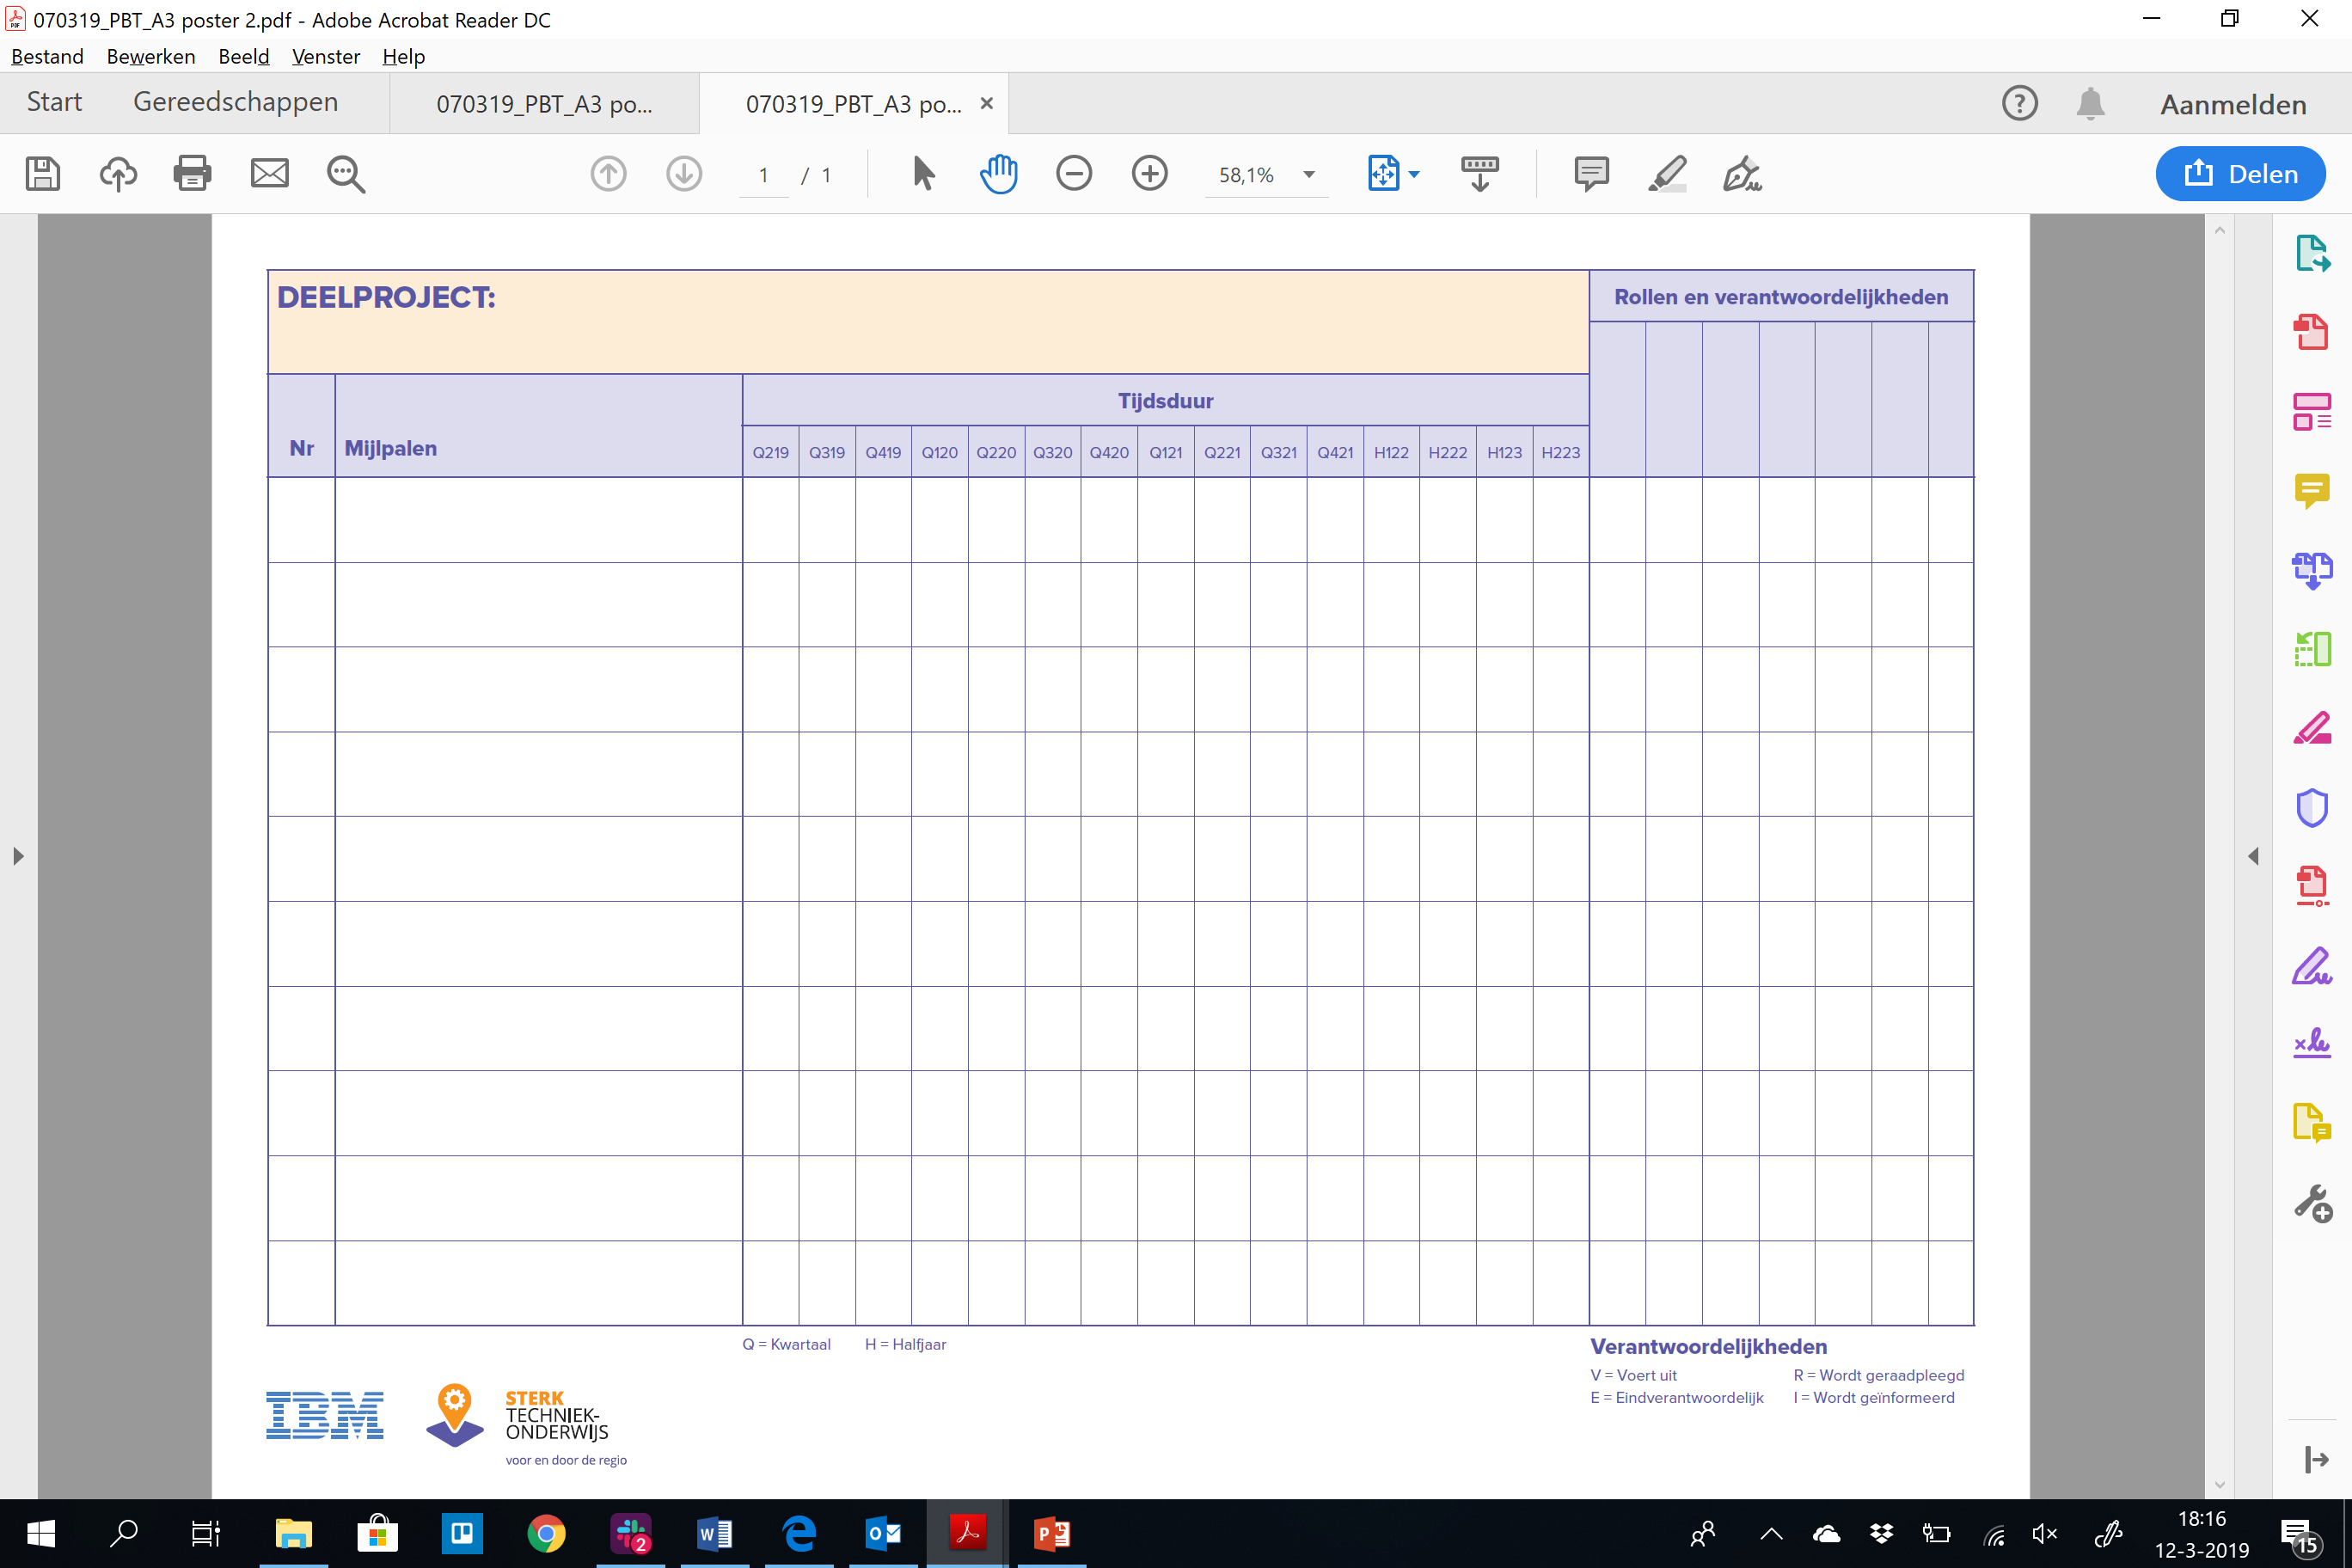 070319_PBT_A3 poster 2.pdf - Adobe Acrobat Reader DC
Bestand Bewerken Beeld Venster Help
Start Gereedschappen 070319_PBT_A3 po... 070319_PBT_A3 po... Aanmelden
1 / 1 58,1% Delen
DEELPROJECT:
Rollen en verantwoordelijkheden
Tijdsduur
Nr Mijlpalen
Q219 Q319 Q419 Q120 Q220 Q320 Q420 Q121 Q221 Q321 Q421 H122 H222 H123 H223
Q = Kwartaal H = Halfjaar
Verantwoordelijkheden
V = Voert uit R = Wordt geraadpleegd
E = Eindverantwoordelijk I = Wordt geïnformeerd
IBM
STERK
TECHNIEK-
ONDERWIJS
voor en door de regio
2
18:16
12-3-2019
15